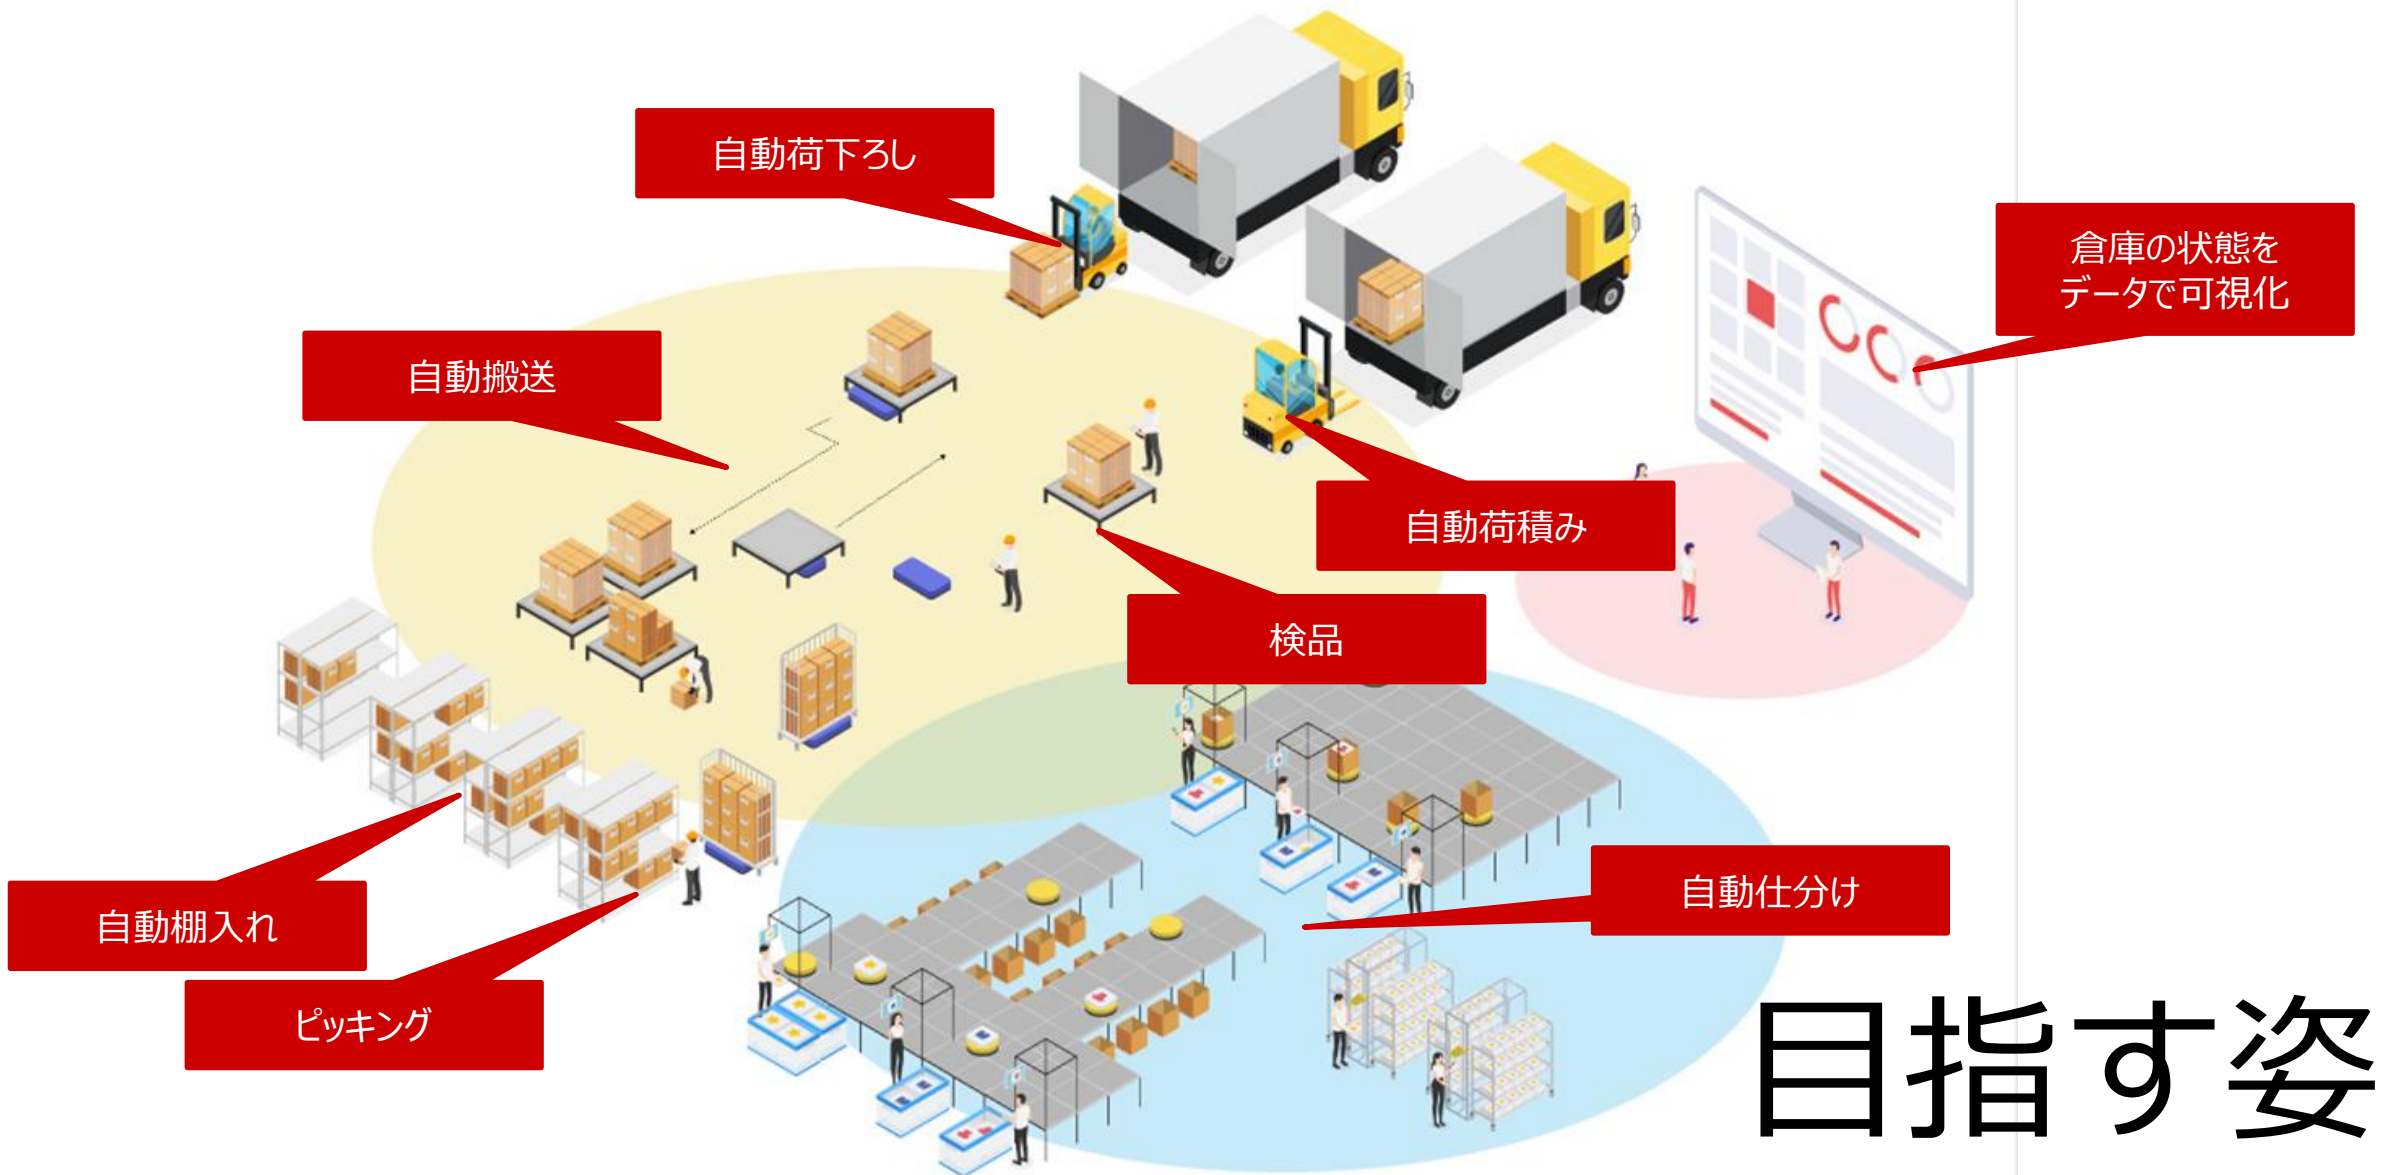 自動荷下ろし
倉庫の状態を
データで可視化
自動搬送
自動荷積み
検品
自動仕分け
自動棚入れ
ピッキング
目指す姿